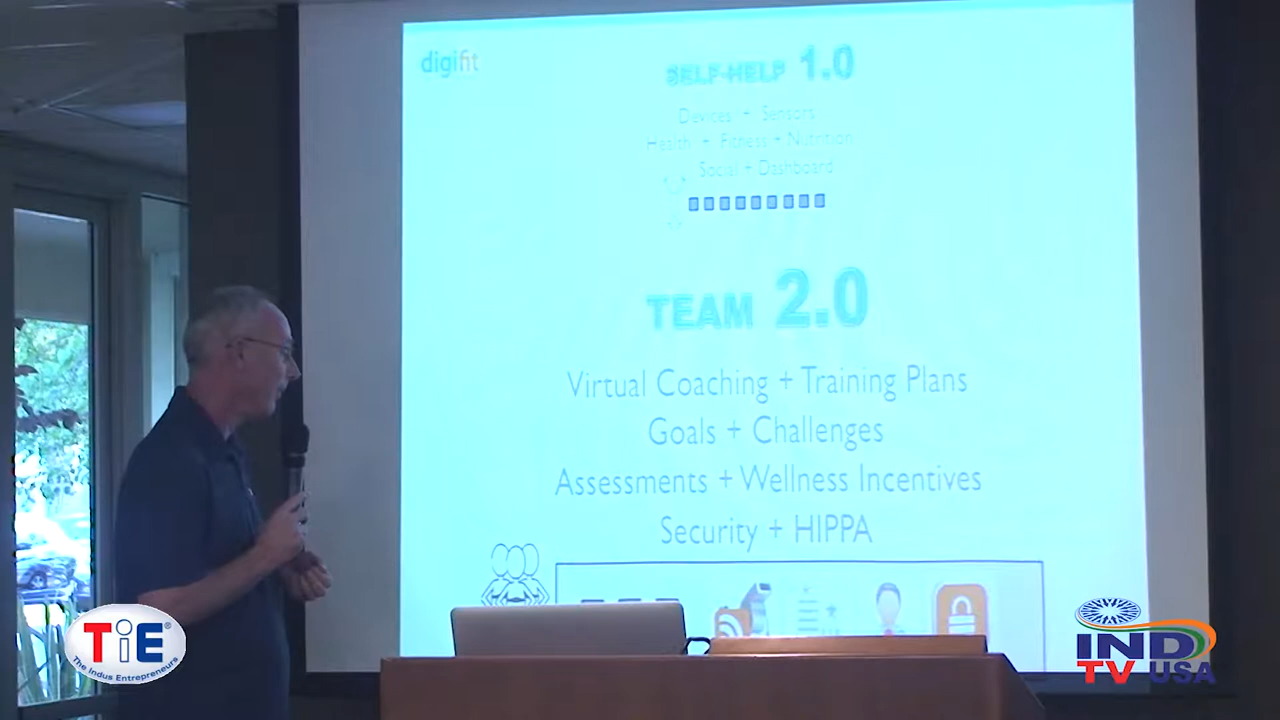 digifit
SELF-HELP 1.0
Devices + Sensors
Health + Fitness + Nutrition
Social + Dashboard
TEAM 2.0
Virtual Coaching + Training Plans
Goals + Challenges
Assessments + Wellness Incentives
Security + HIPPA
TiE®
The Indus Entrepreneurs
IND
TV USA